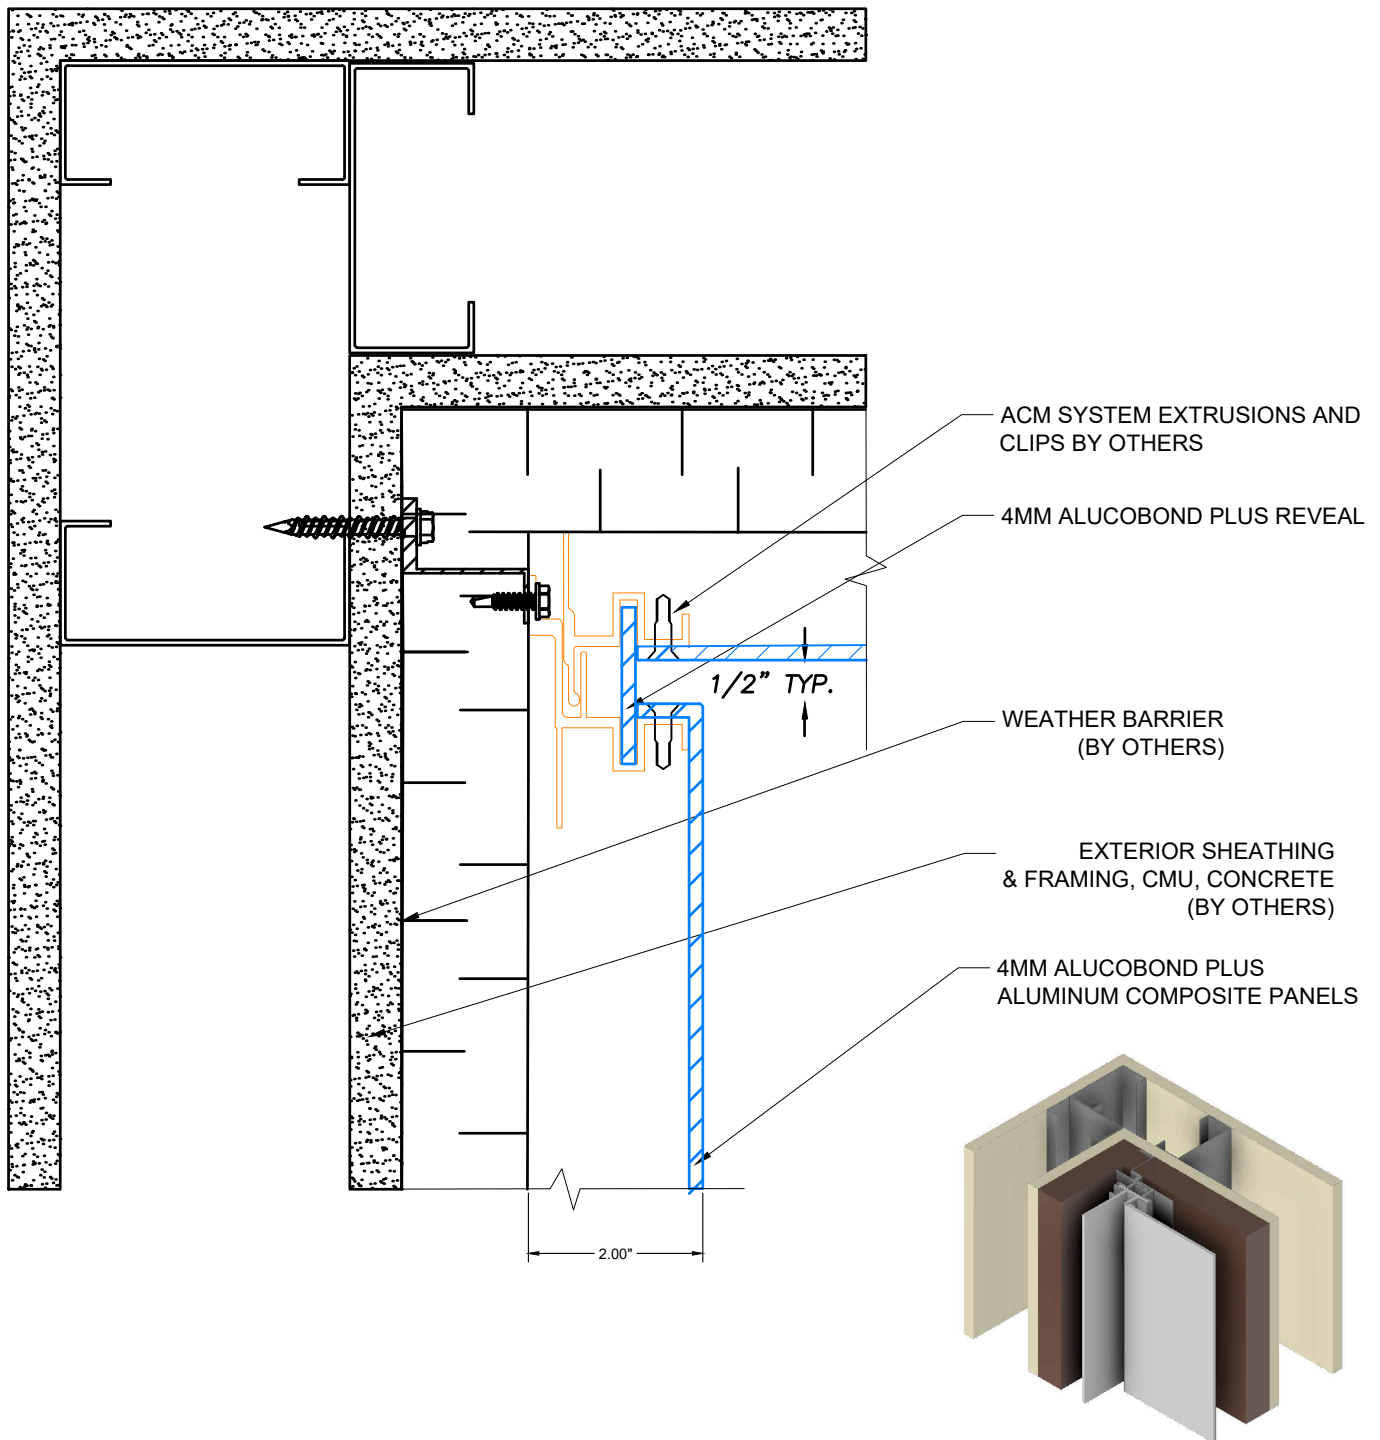 ACM SYSTEM EXTRUSIONS AND
CLIPS BY OTHERS
4MM ALUCOBOND PLUS REVEAL
1/2" TYP.
WEATHER BARRIER
(BY OTHERS)
EXTERIOR SHEATHING
& FRAMING, CMU, CONCRETE
(BY OTHERS)
4MM ALUCOBOND PLUS
ALUMINUM COMPOSITE PANELS
2.00"